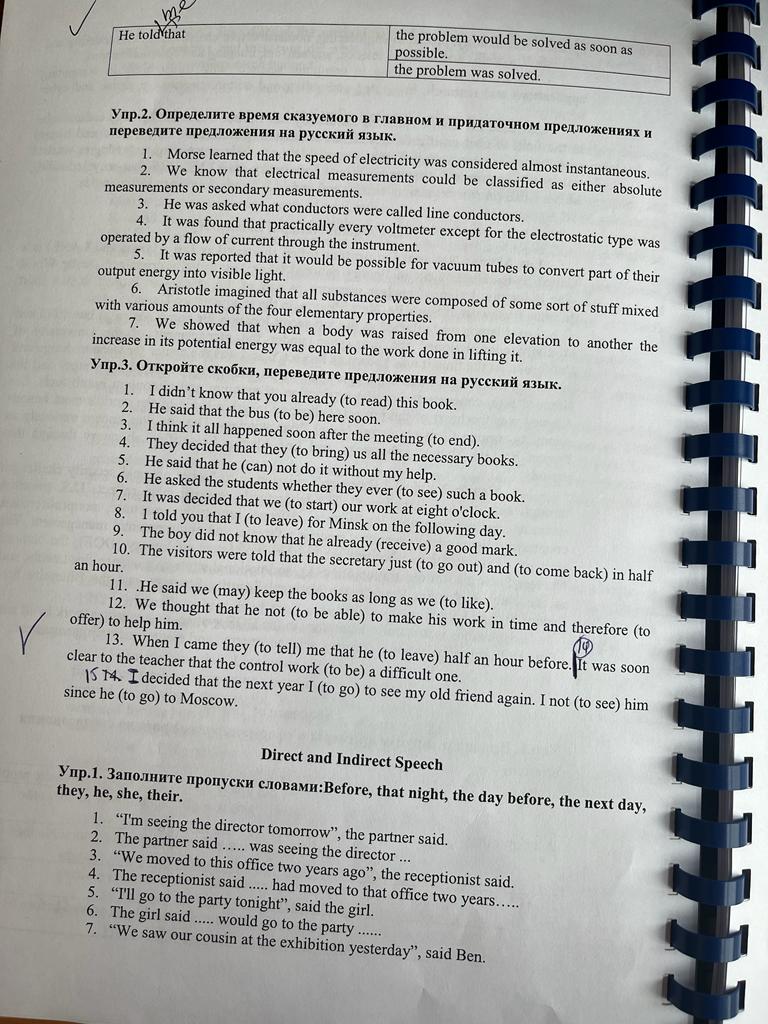 me
He told that
the problem would be solved as soon as
possible.
the problem was solved.
Упр.2. Определите время сказуемого в главном и придаточном предложениях и
переведите предложения на русский язык.
1. Morse learned that the speed of electricity was considered almost instantaneous.
2. We know that electrical measurements could be classified as either absolute
measurements or secondary measurements.
3. He was asked what conductors were called line conductors.
4. It was found that practically every voltmeter except for the electrostatic type was
operated by a flow of current through the instrument.
5. It was reported that it would be possible for vacuum tubes to convert part of their
output energy into visible light.
6. Aristotle imagined that all substances were composed of some sort of stuff mixed
with various amounts of the four elementary properties.
7. We showed that when a body was raised from one elevation to another the
increase in its potential energy was equal to the work done in lifting it.
Упр.3. Откройте скобки, переведите предложения на русский язык.
1. I didn't know that you already (to read) this book.
2. He said that the bus (to be) here soon.
3. I think it all happened soon after the meeting (to end).
4. They decided that they (to bring) us all the necessary books.
5. He said that he (can) not do it without my help.
6. He asked the students whether they ever (to see) such a book.
7. It was decided that we (to start) our work at eight o'clock.
8. I told you that I (to leave) for Minsk on the following day.
9. The boy did not know that he already (receive) a good mark.
10. The visitors were told that the secretary just (to go out) and (to come back) in half
an hour.
11. .He said we (may) keep the books as long as we (to like).
12. We thought that he not (to be able) to make his work in time and therefore (to
offer) to help him.
13. When I came they (to tell) me that he (to leave) half an hour before. 14 It was soon
clear to the teacher that the control work (to be) a difficult one.
15 I decided that the next year I (to go) to see my old friend again. I not (to see) him
since he (to go) to Moscow.
Direct and Indirect Speech
Упр.1. Заполните пропуски словами:Before, that night, the day before, the next day,
they, he, she, their.
1. "I'm seeing the director tomorrow", the partner said.
2. The partner said ..... was seeing the director ...
3. "We moved to this office two years ago", the receptionist said.
4. The receptionist said ..... had moved to that office two years.....
5. "I'll go to the party tonight", said the girl.
6. The girl said ..... would go to the party ......
7. "We saw our cousin at the exhibition yesterday", said Ben.